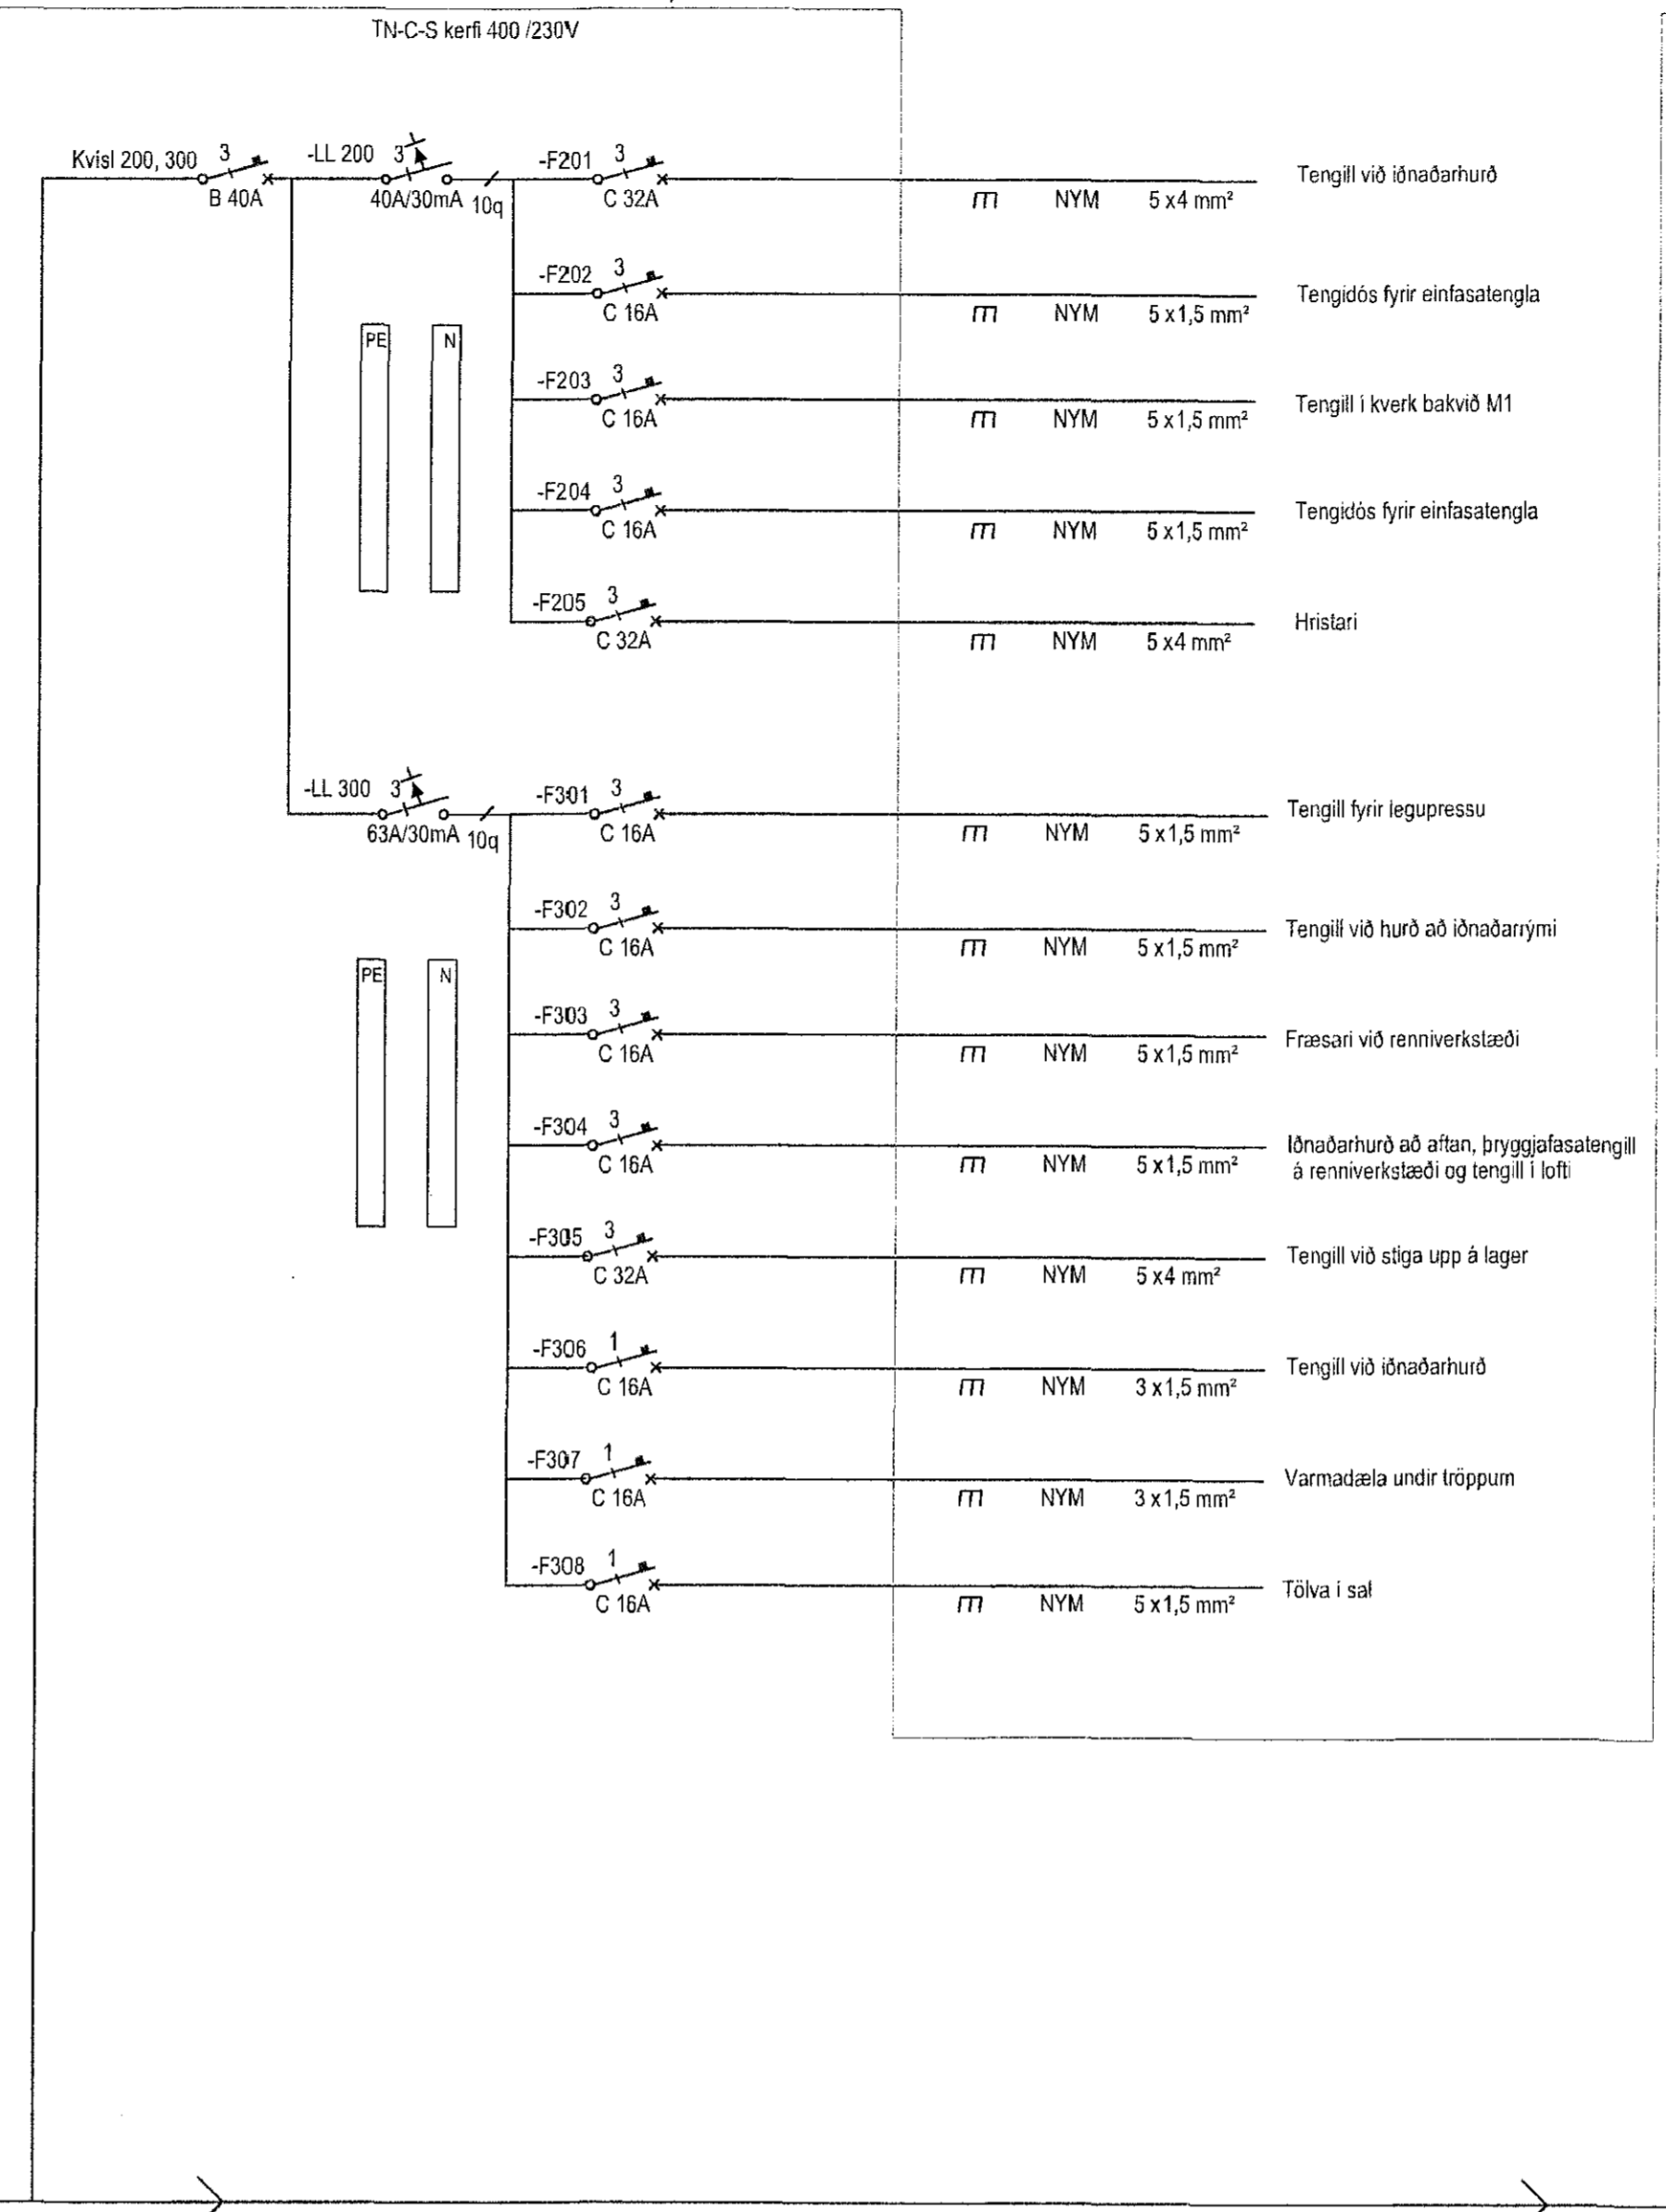 TN-C-S kerfi 400 /230V
Kvisl 200, 300 3 -LL 200 3 -F201 3 Tengill við iðnaðarhurð
B 40A 40A/30mA 10q C 32A NYM 5 x4 mm²
-F202 3 Tengidós fyrir einfasatengla
C 16A NYM 5 x1,5 mm²
PE N
-F203 3 Tengill í kverk bakvið M1
C 16A NYM 5 x1,5 mm²
-F204 3 Tengidós fyrir einfasatengla
C 16A NYM 5 x1,5 mm²
-F205 3 Hristari
C 32A NYM 5 x4 mm²
-LL 300 3 -F301 3 Tengill fyrir legupressu
63A/30mA 10q C 16A NYM 5 x1,5 mm²
-F302 3 Tengill við hurð að iðnaðarrými
C 16A NYM 5 x1,5 mm²
PE N
-F303 3 Fræsari við renniverkstæði
C 16A NYM 5 x1,5 mm²
-F304 3 Iðnaðarhurð að aftan, þryggjafasatengill
C 16A NYM 5 x1,5 mm² á renniverkstæði og tengill í lofti
-F305 3 Tengill við stiga upp á lager
C 32A NYM 5 x4 mm²
-F306 1 Tengill við iðnaðarhurð
C 16A NYM 3 x1,5 mm²
-F307 1 Varmadæla undir tröppum
C 16A NYM 3 x1,5 mm²
-F308 1 Tölva í sal
C 16A NYM 5 x1,5 mm²